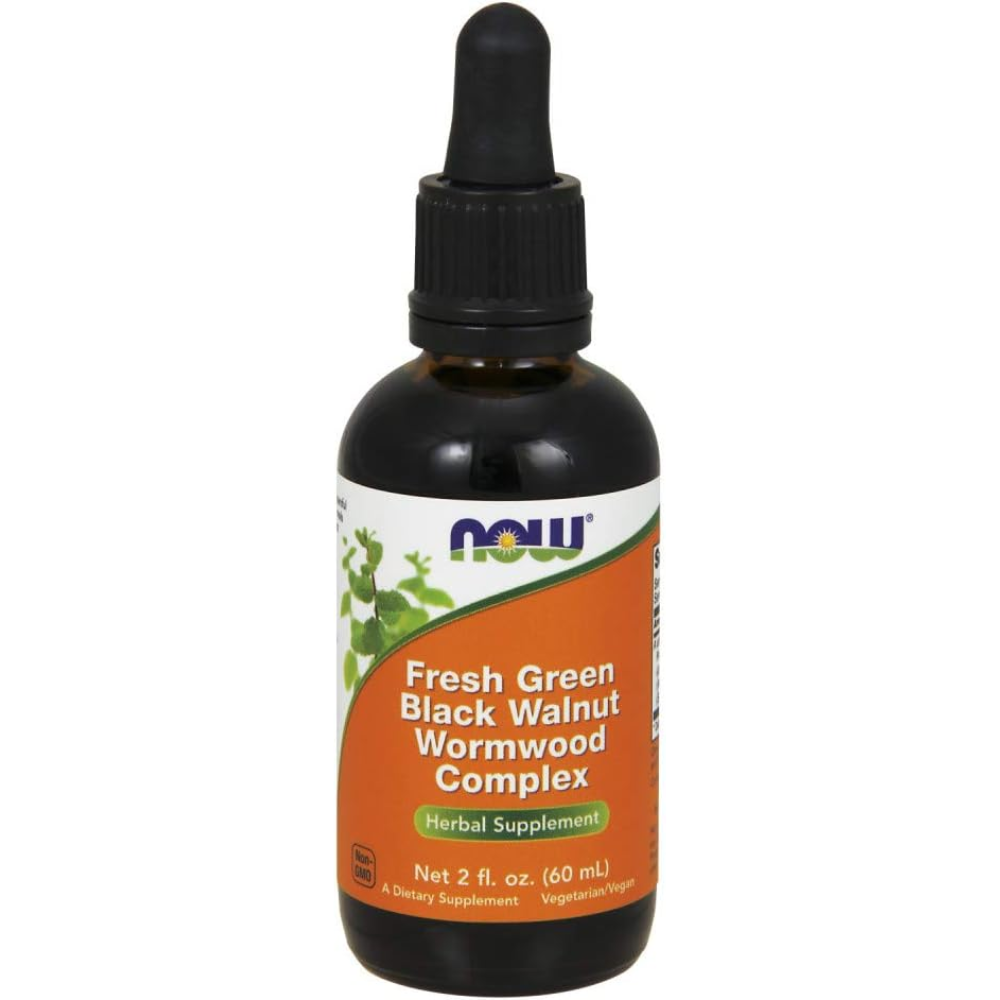 NOW®
Fresh Green
Black Walnut
Wormwood
Complex
Herbal Supplement
Non-
GMO
Net 2 fl. oz. (60 mL)
A Dietary Supplement Vegetarian/Vegan